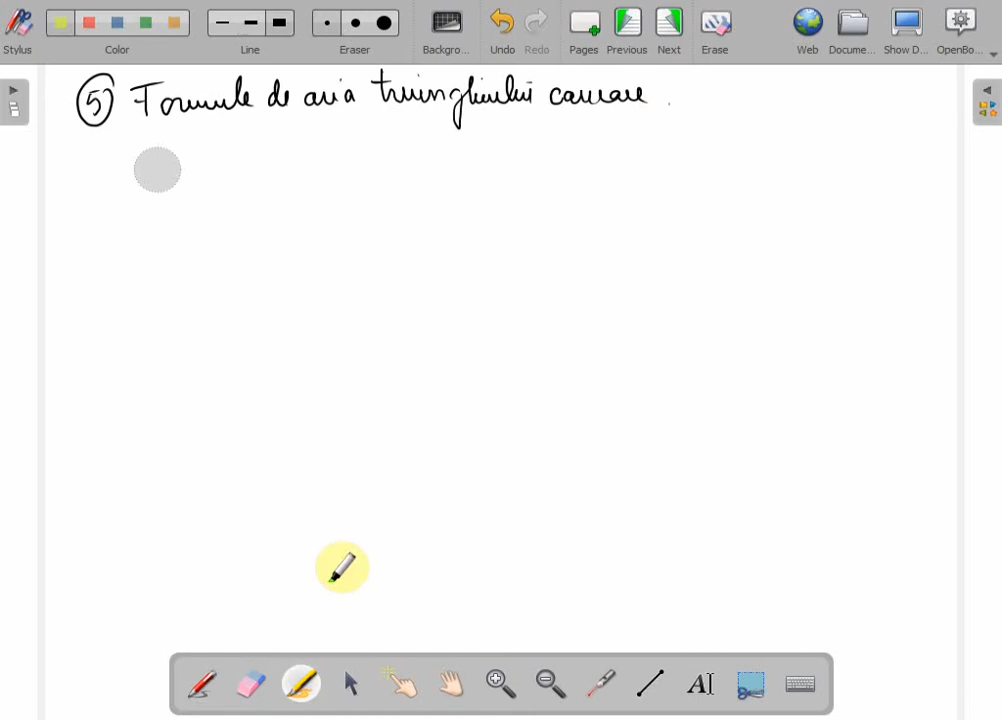 Stylus
Color
Line
Eraser
Backgro...
Undo
Redo
Pages
Previous
Next
Erase
Web
Docume...
Show D...
OpenBo...
⑤ Formule de aria triunghiului oarecare.